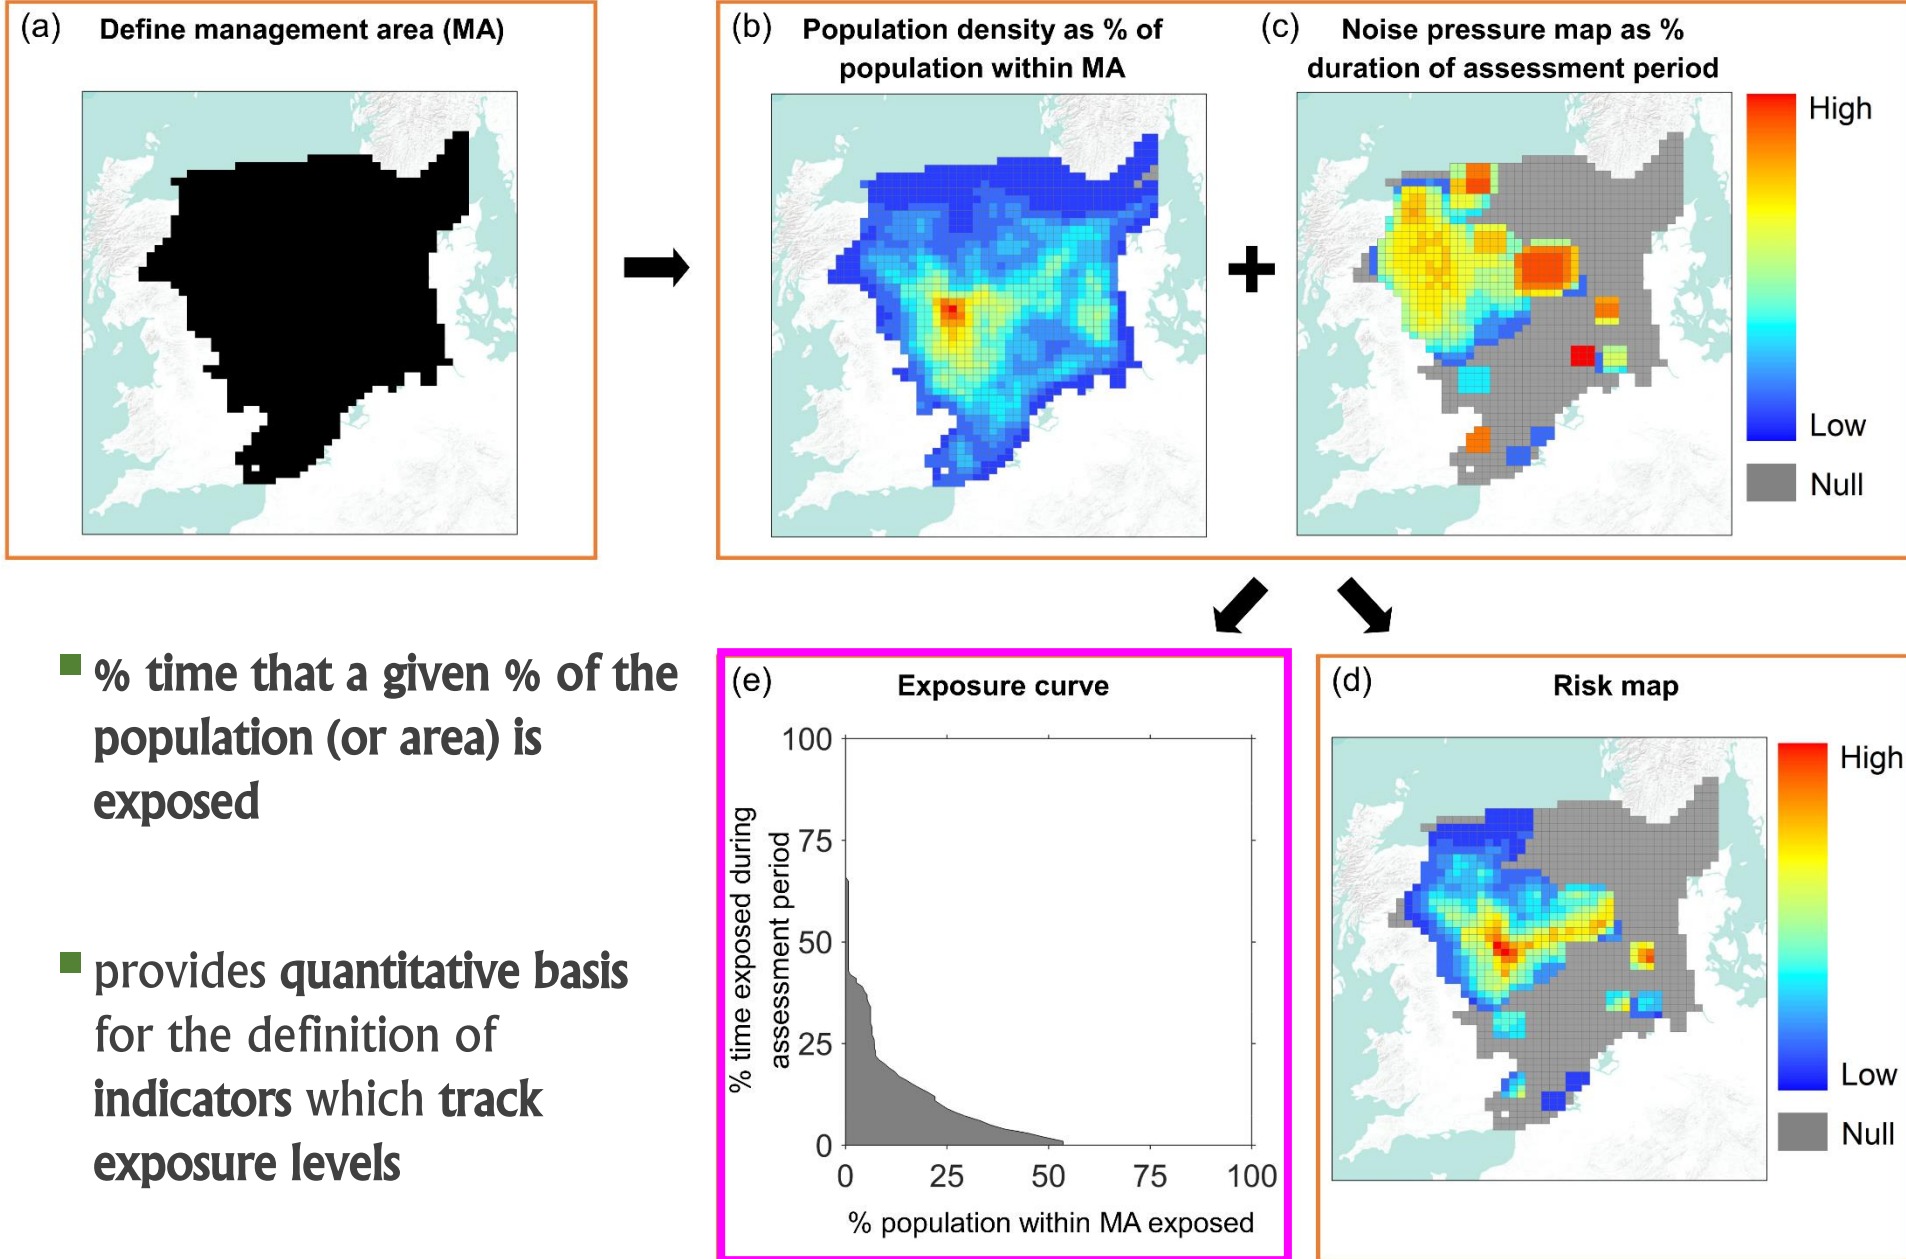 (a) Define management area (MA)
(b) Population density as % of
population within MA
(c) Noise pressure map as %
duration of assessment period
High
Low
Null
% time that a given % of the
population (or area) is
exposed
provides quantitative basis
for the definition of
indicators which track
exposure levels
(e) Exposure curve
% time exposed during
assessment period
100
75
50
25
0
0 25 50 75 100
% population within MA exposed
(d) Risk map
High
Low
Null